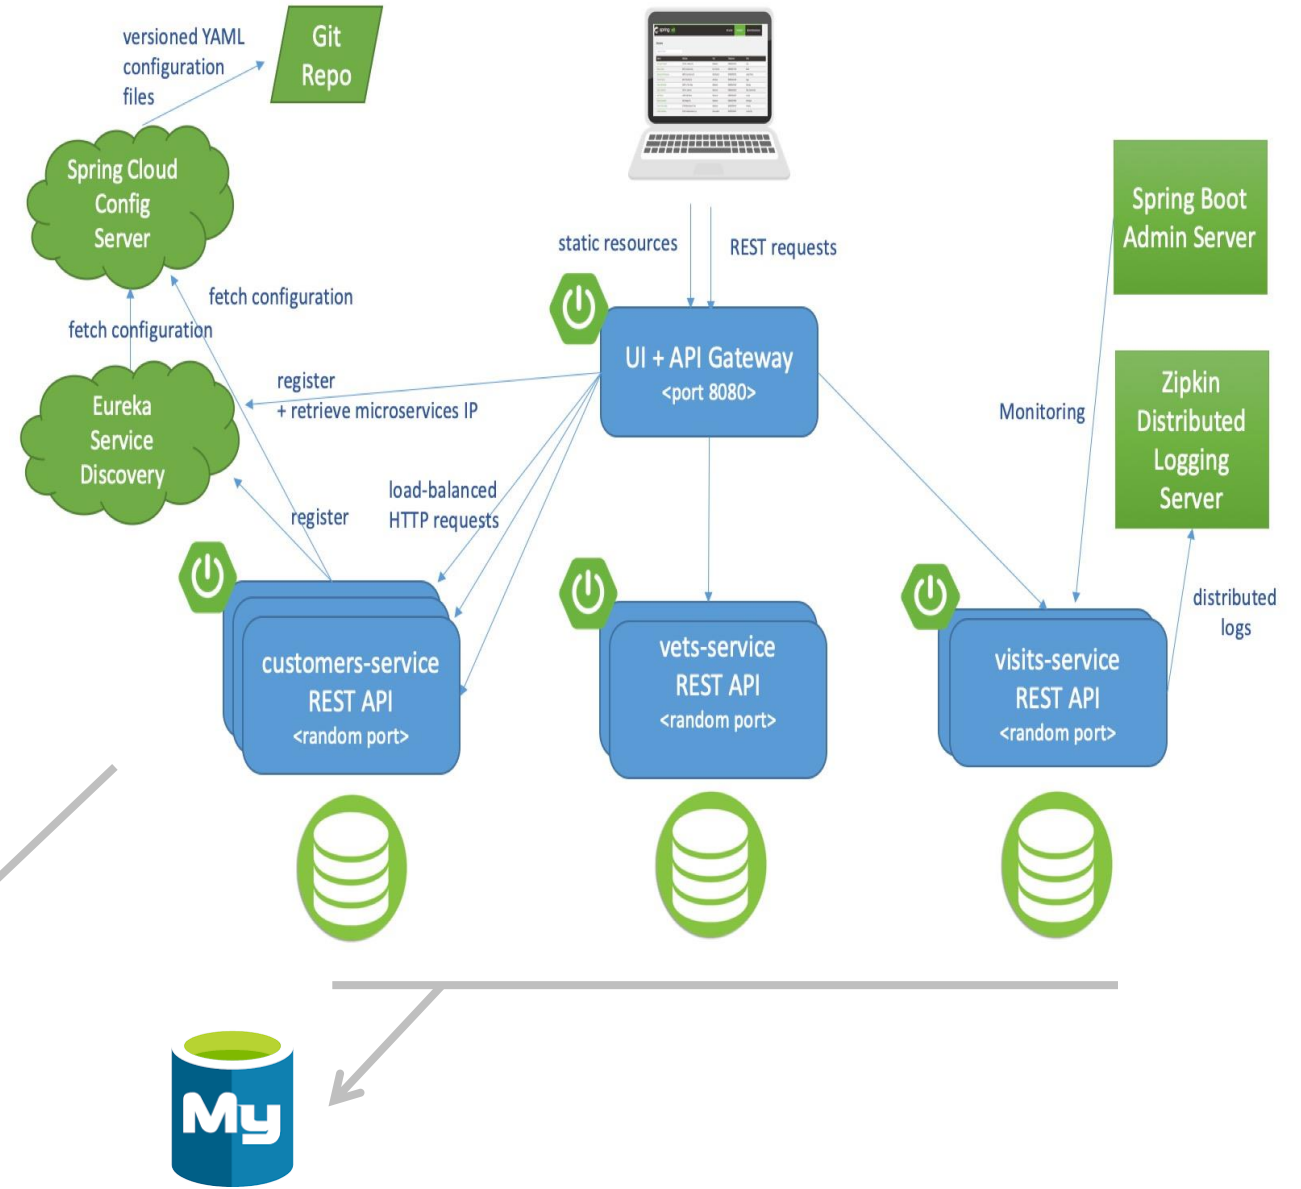 versioned YAML
configuration
files
Git
Repo
Spring Cloud
Config
Server
static resources
REST requests
Spring Boot
Admin Server
fetch configuration
fetch configuration
UI + API Gateway
<port 8080>
register
+ retrieve microservices IP
Eureka
Service
Discovery
Monitoring
Zipkin
Distributed
Logging
Server
load-balanced
HTTP requests
register
distributed
logs
customers-service
REST API
<random port>
vets-service
REST API
<random port>
visits-service
REST API
<random port>
My